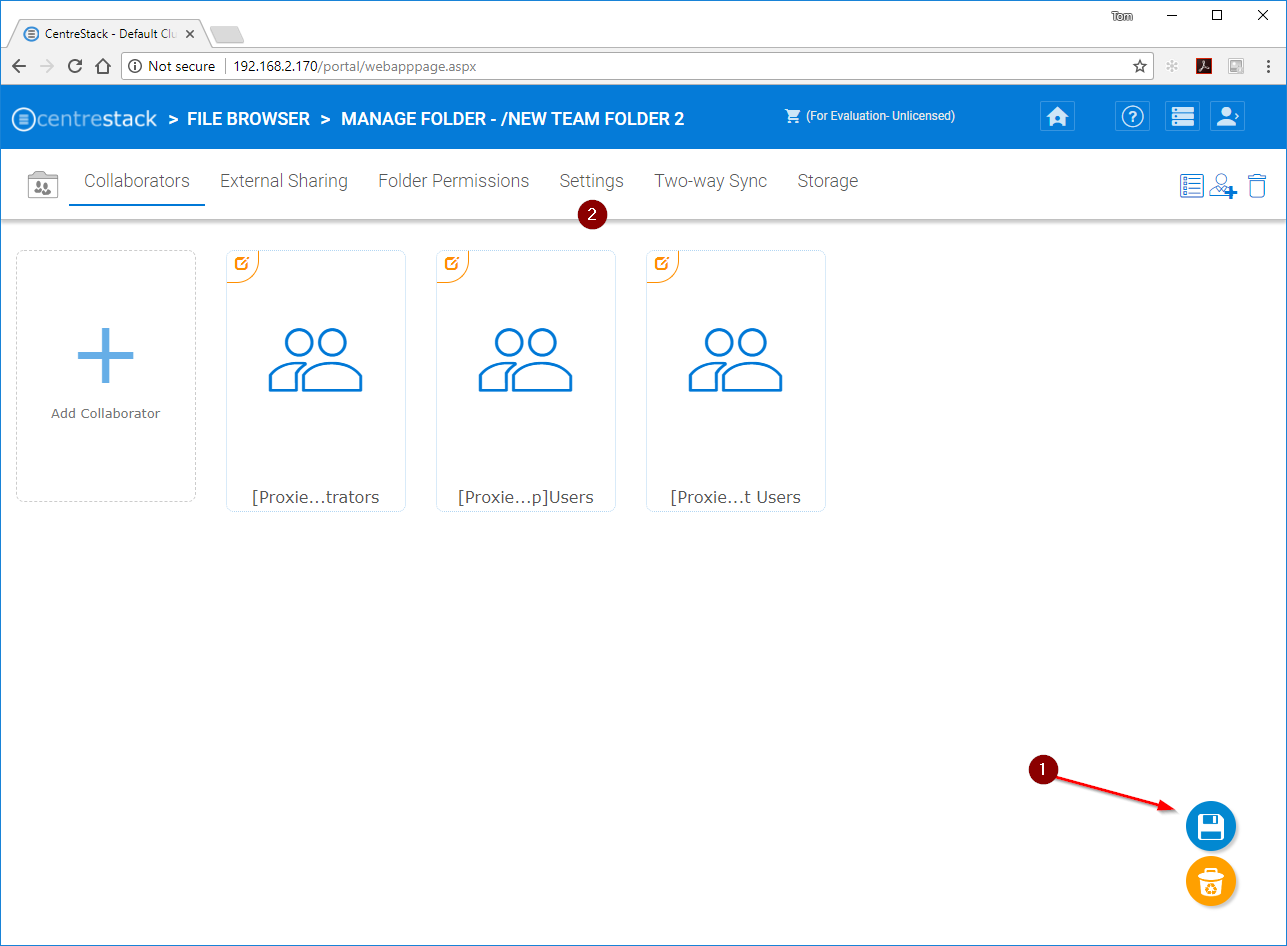 Tom
CentreStack - Default Clu
Not secure 192.168.2.170/portal/webapppage.aspx
centrestack > FILE BROWSER > MANAGE FOLDER - /NEW TEAM FOLDER 2
(For Evaluation- Unlicensed)
Collaborators External Sharing Folder Permissions Settings Two-way Sync Storage
2
Add Collaborator
[Proxie...trators
[Proxie...p]Users
[Proxie...t Users
1